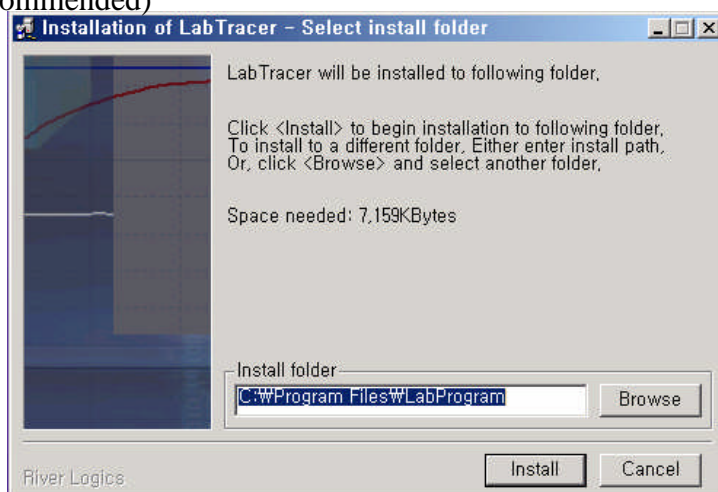 ommended)
Installation of LabTracer - Select install folder
LabTracer will be installed to following folder,
Click <Install> to begin installation to following folder,
To install to a different folder, Either enter install path,
Or, click <Browse> and select another folder,
Space needed: 7,159KBytes
Install folder
C:₩Program Files₩LabProgram
Browse
River Logics
Install
Cancel